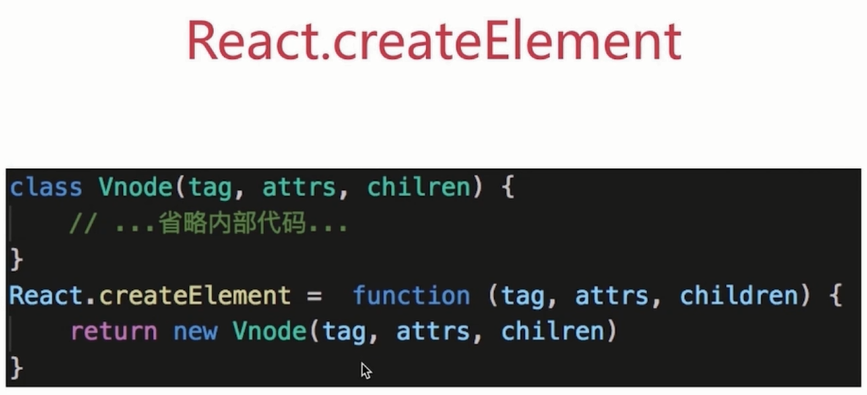 React.createElement
class Vnode(tag, attrs, chilren) {
// ...省略内部代码...
}
React.createElement =  function (tag, attrs, children) {
return new Vnode(tag, attrs, chilren)
}